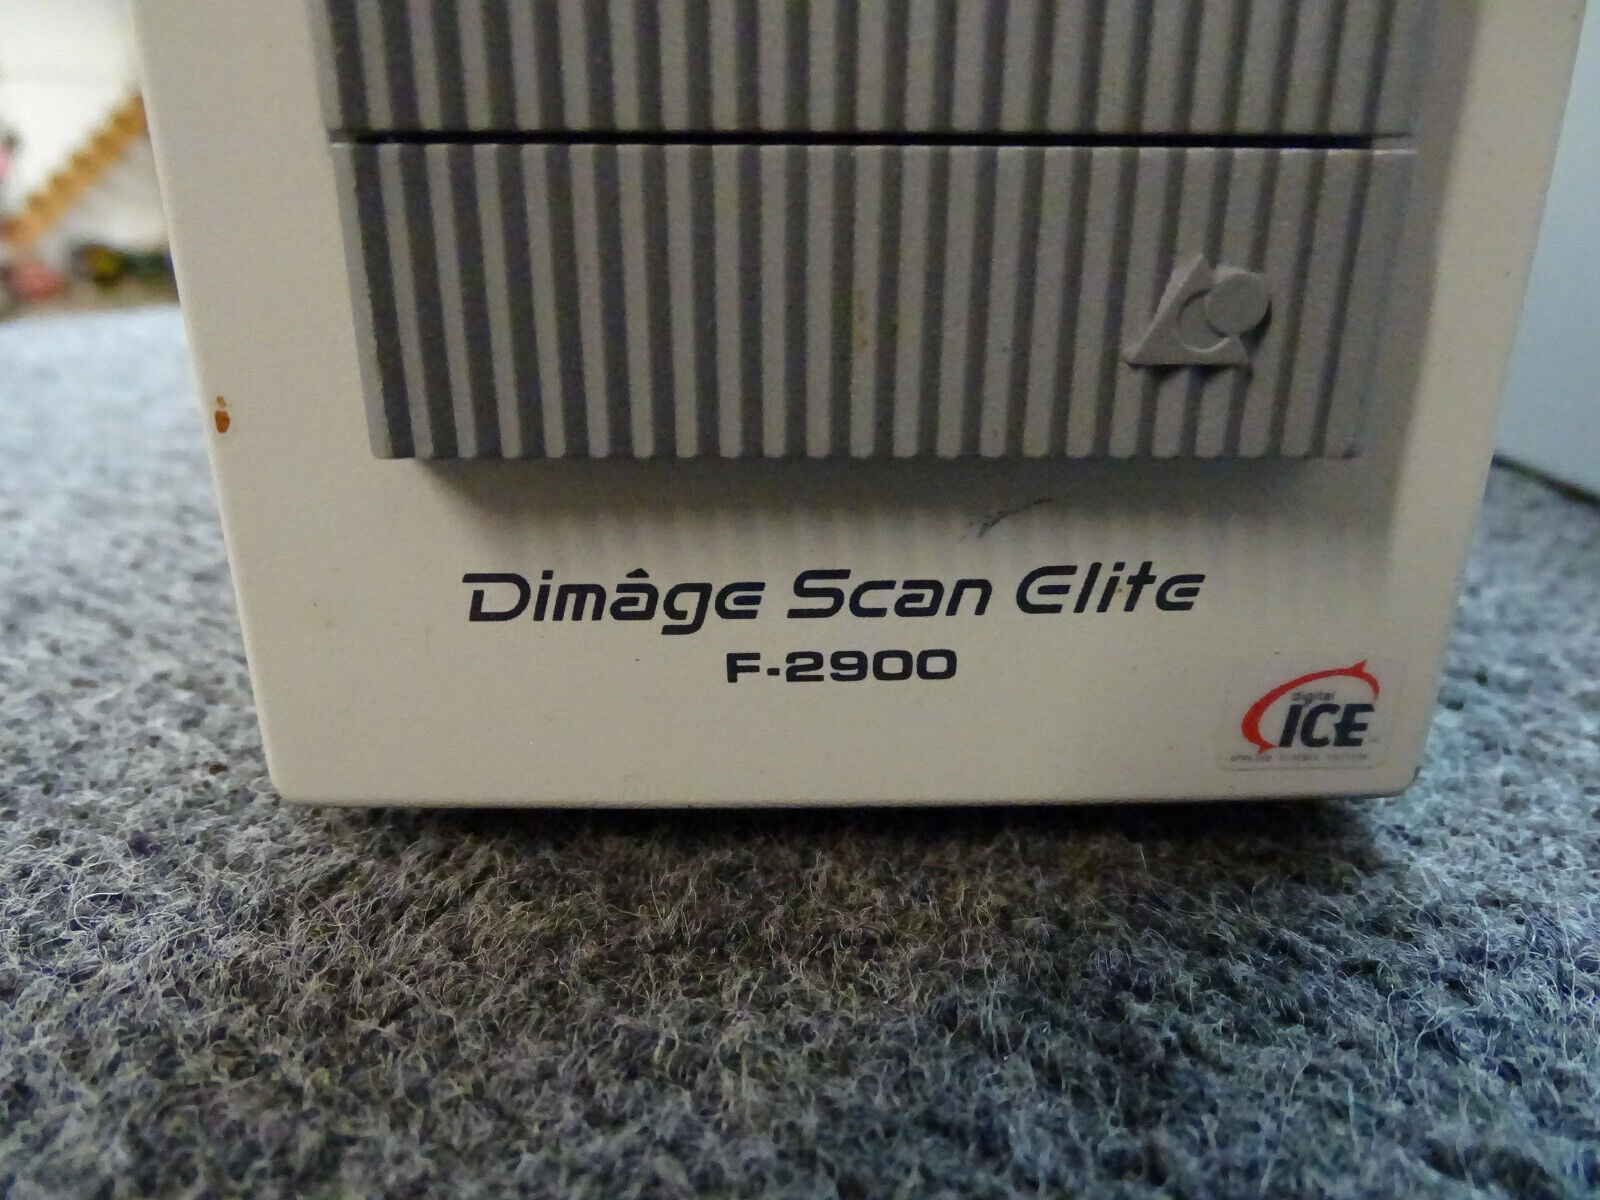 Dimâge Scan Elite
F-2900
Digital
ICE